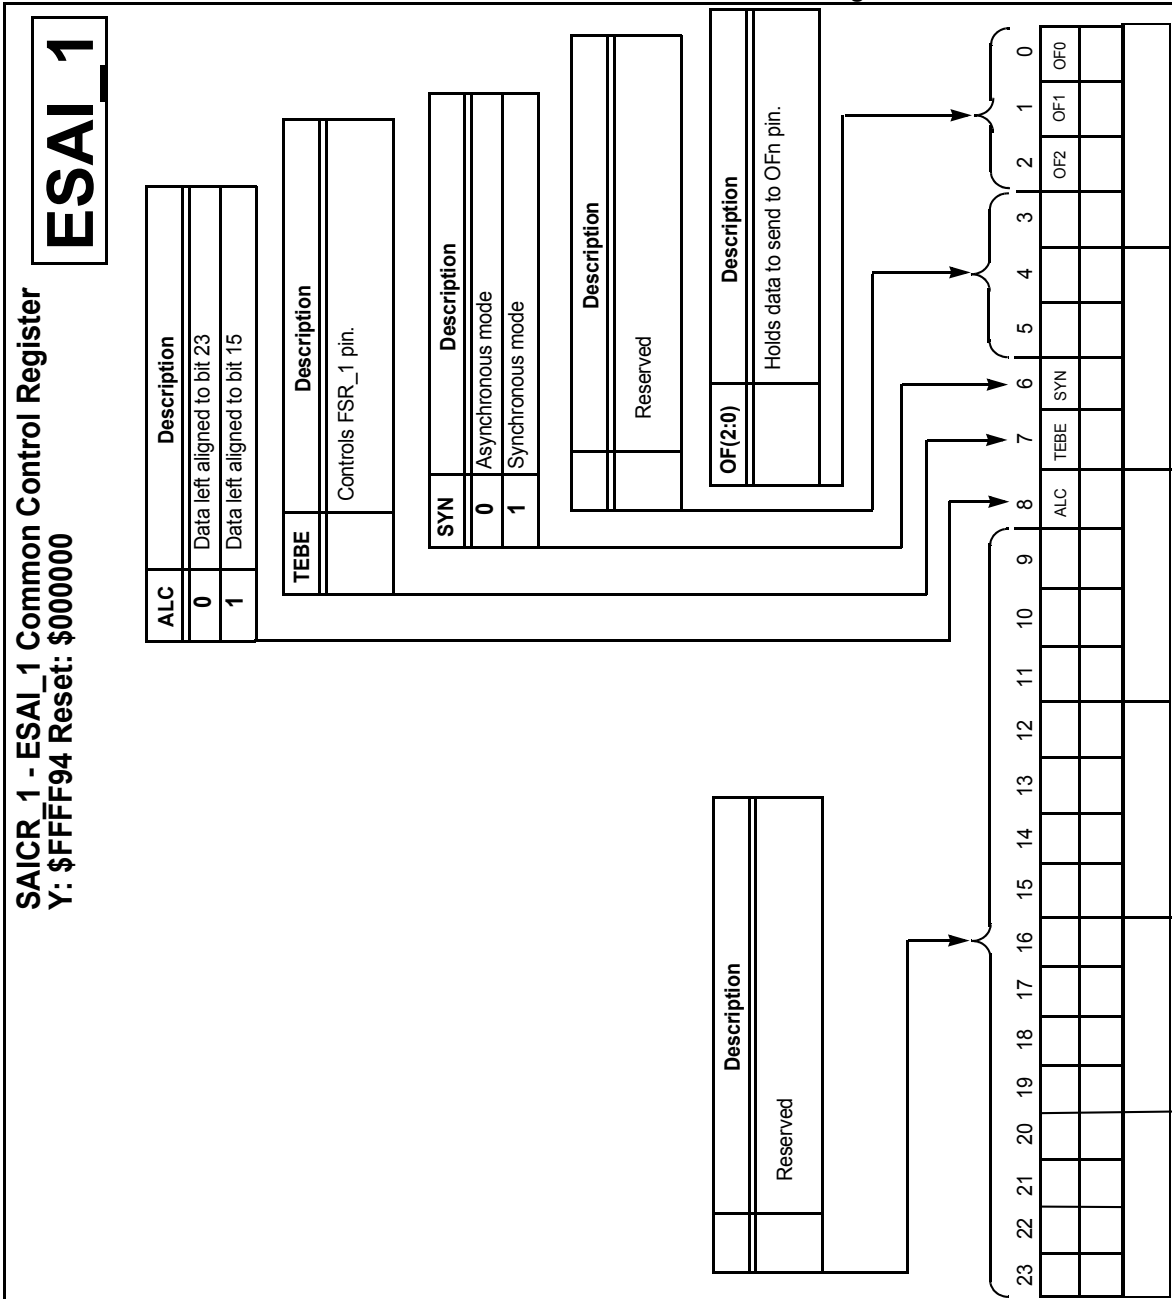 SAICR_1 - ESAI_1 Common Control Register
Y: $FFFF94 Reset: $000000
ESAI_1
ALC Description
0 Data left aligned to bit 23
1 Data left aligned to bit 15
TEBE Description
Controls FSR_1 pin.
SYN Description
0 Asynchronous mode
1 Synchronous mode
Description
Reserved
OF(2:0) Description
Holds data to send to OFn pin.
Description
Reserved
23 22 21 20 19 18 17 16 15 14 13 12 11 10 9 8 7 6 5 4 3 2 1 0
ALC TEBE SYN OF2 OF1 OF0